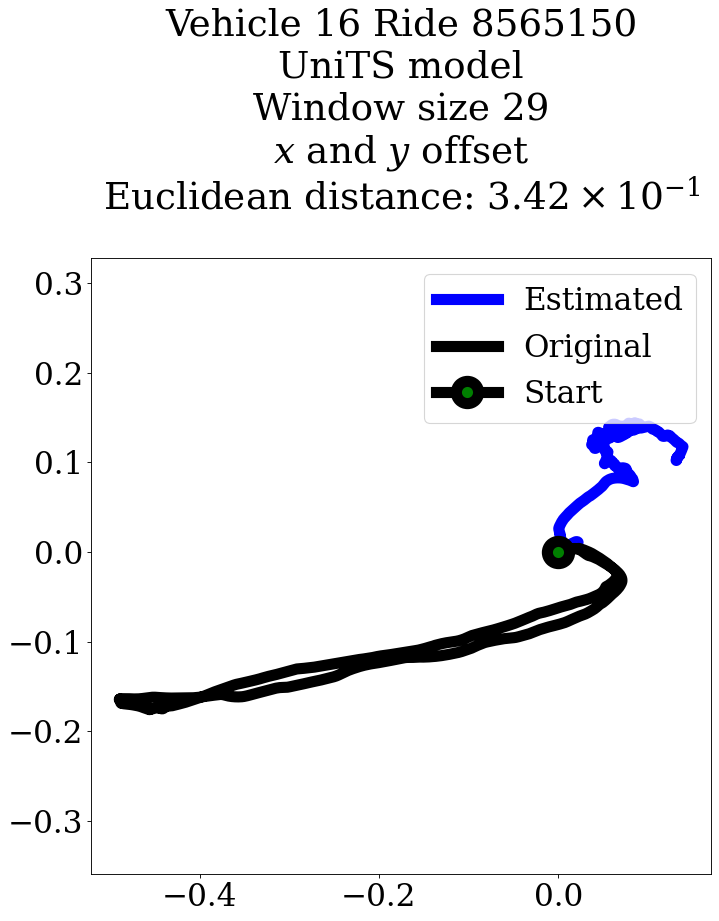 Vehicle 16 Ride 8565150
UniTS model
Window size 29
x and y offset
Euclidean distance: 3.42 × 10⁻¹
Estimated
Original
Start
0.3
0.2
0.1
0.0
−0.1
−0.2
−0.3
−0.4 −0.2 0.0